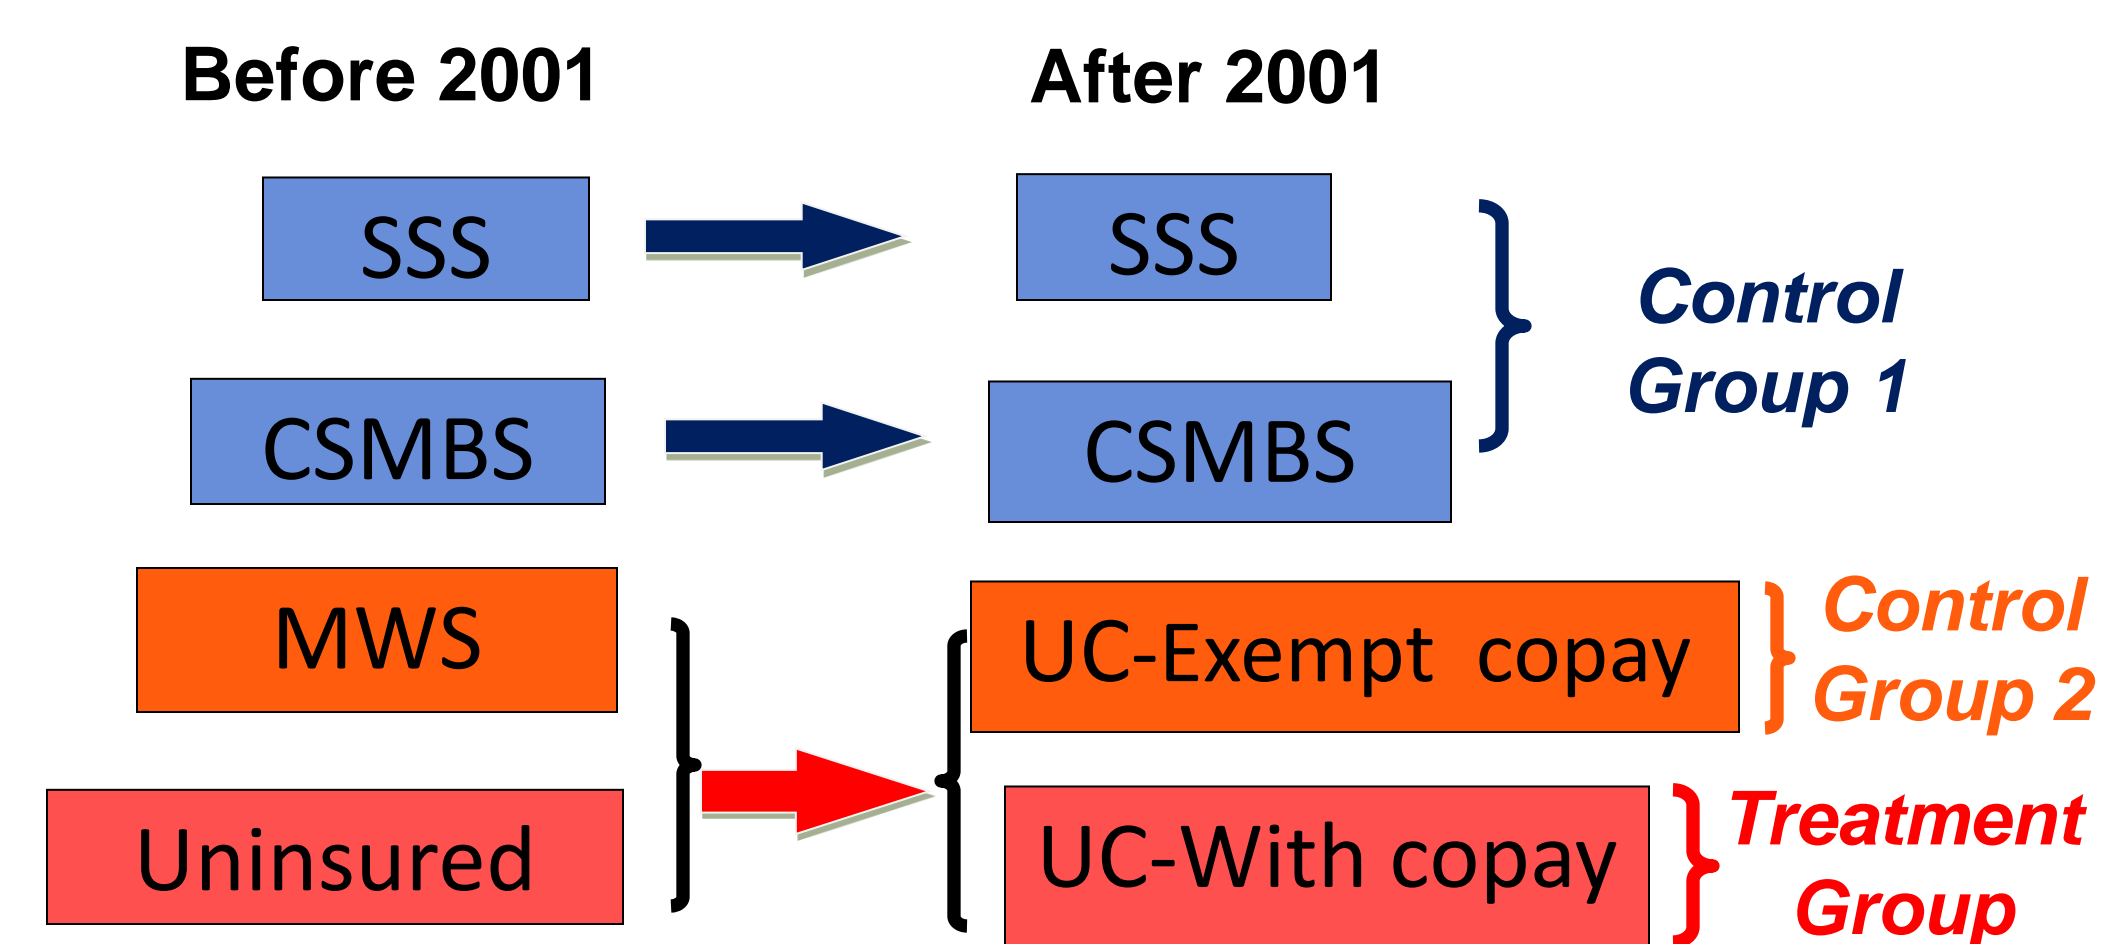 Before 2001
After 2001
SSS
SSS
Control
Group 1
CSMBS
CSMBS
MWS
UC-Exempt copay
Control
Group 2
Uninsured
UC-With copay
Treatment
Group